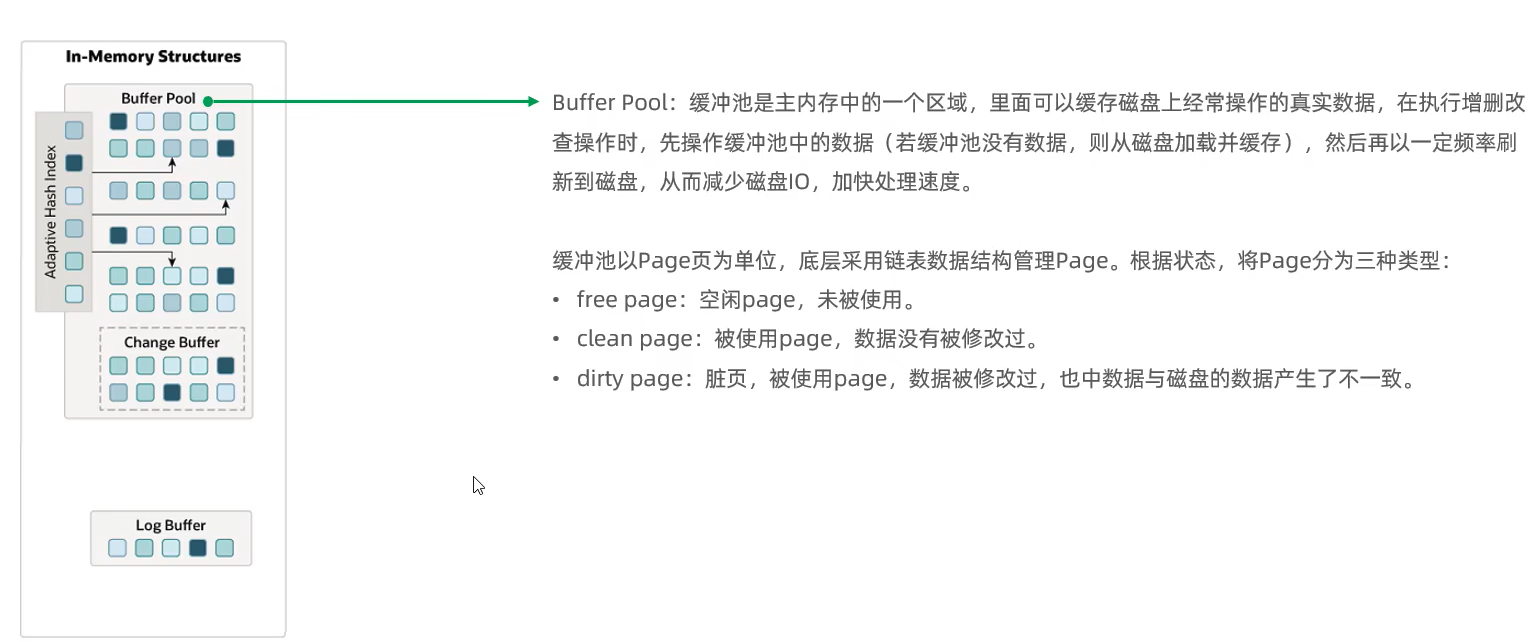 In-Memory Structures
Buffer Pool
Adaptive Hash Index
Change Buffer
Log Buffer
Buffer Pool：缓冲池是主内存中的一个区域，里面可以缓存磁盘上经常操作的真实数据，在执行增删改
查操作时，先操作缓冲池中的数据（若缓冲池没有数据，则从磁盘加载并缓存），然后再以一定频率刷
新到磁盘，从而减少磁盘IO，加快处理速度。
缓冲池以Page页为单位，底层采用链表数据结构管理Page。根据状态，将Page分为三种类型：
• free page：空闲page，未被使用。
• clean page：被使用page，数据没有被修改过。
• dirty page：脏页，被使用page，数据被修改过，也中数据与磁盘的数据产生了不一致。